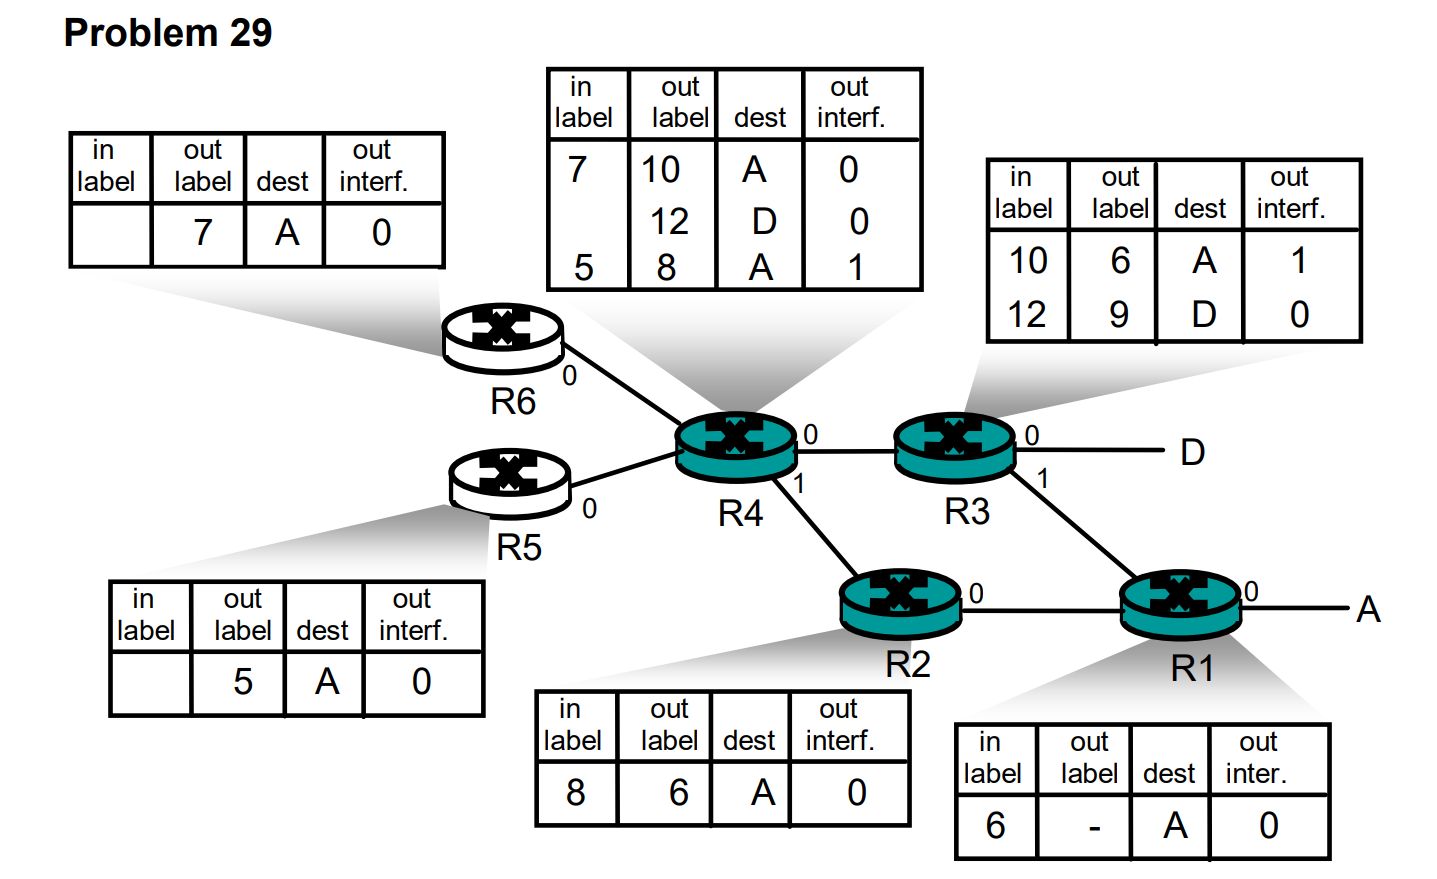 Problem 29
in out out
label label dest interf.
7 10 A 0
12 D 0
5 8 A 1
in out out
label label dest interf.
7 A 0
in out out
label label dest interf.
10 6 A 1
12 9 D 0
0
R6
0
R5
0
1
R4
0
1
R3
D
in out out
label label dest interf.
5 A 0
0
R2
0
R1
A
in out out
label label dest interf.
8 6 A 0
in out out
label label dest inter.
6 - A 0